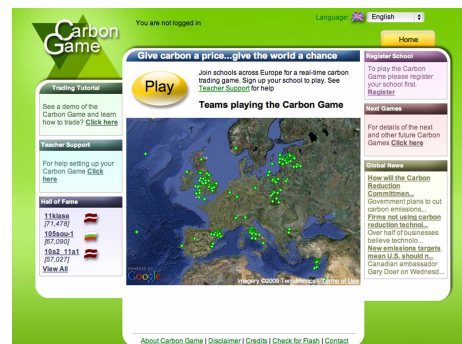 Carbon
Game
You are not logged in
Language:
English
Home
Give carbon a price...give the world a chance
Play
Join schools across Europe for a real-time carbon
trading game. Sign up your school to play. See
Teacher Support for help
Teams playing the Carbon Game
Trading Tutorial
See a demo of the
Carbon Game and learn
how to trade? Click here
Teacher Support
For help setting up your
Carbon Game Click
here
Hall of Fame
11klase
[71,478]
105sou-1
[67,090]
10a2_11a1
[57,027]
View All
POWERED BY
Google
Imagery ©2009 TerraMetrics - Terms of Use
Register School
To play the Carbon
Game please register
your school first.
Register
Next Games
For details of the next
and other future Carbon
Games Click here
Global News
How will the Carbon
Reduction
Committmen...
Government plans to cut
carbon emissions...
Firms not using carbon
reduction technol...
Over half of businesses
believe technolo...
New emissions targets
mean U.S. should n...
Canadian ambassador
Gary Doer on Wednesd...
About Carbon Game | Disclaimer | Credits | Check for Flash | Contact